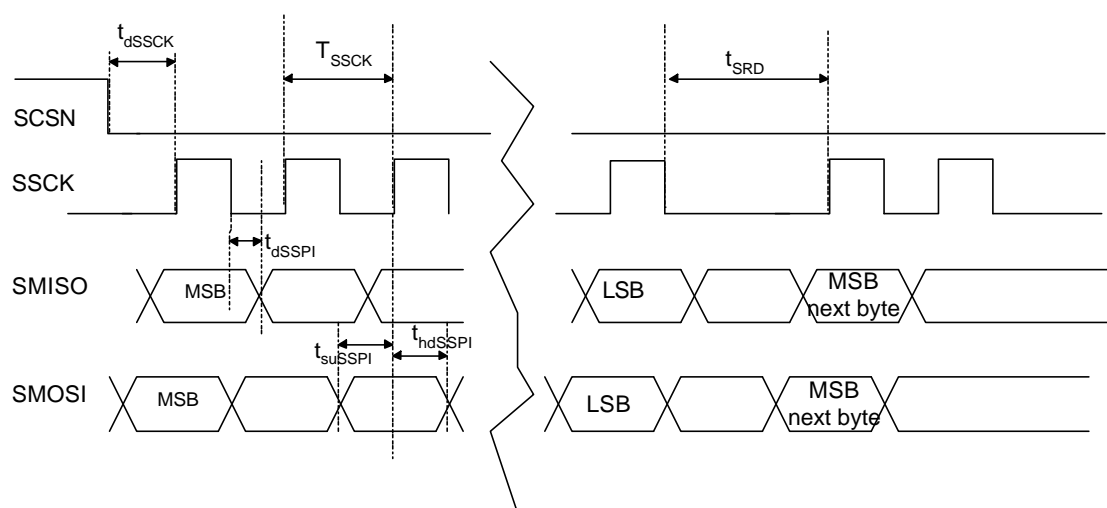 tdSSCK
TSSCK
tSRD
SCSN
SSCK
tdSSPI
SMISO
MSB
LSB
MSB
next byte
tsuSSPI
thdSSPI
SMOSI
MSB
LSB
MSB
next byte